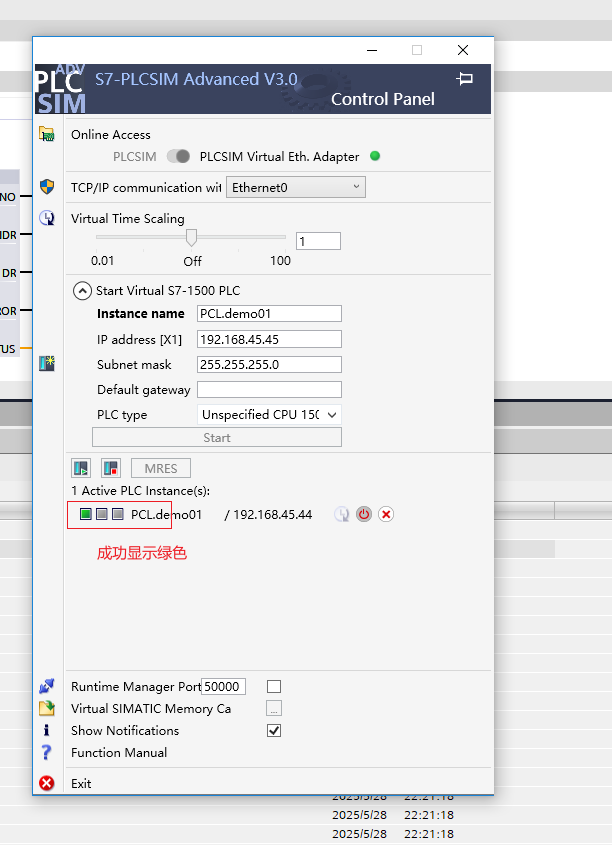 ADV
PLC
SIM
S7-PLCSIM Advanced V3.0
Control Panel
Online Access
PLCSIM PLCSIM Virtual Eth. Adapter
NO
TCP/IP communication wit Ethernet0
Virtual Time Scaling
DR
1
0.01 Off 100
Start Virtual S7-1500 PLC
Instance name PCL.demo01
IP address [X1] 192.168.45.45
Subnet mask 255.255.255.0
Default gateway
PLC type Unspecified CPU 150
Start
MRES
1 Active PLC Instance(s):
PCL.demo01 / 192.168.45.44
成功显示绿色
Runtime Manager Port 50000
Virtual SIMATIC Memory Ca ...
Show Notifications
Function Manual
Exit
2025/5/28 22:21:18
2025/5/28 22:21:18
2025/5/28 22:21:18